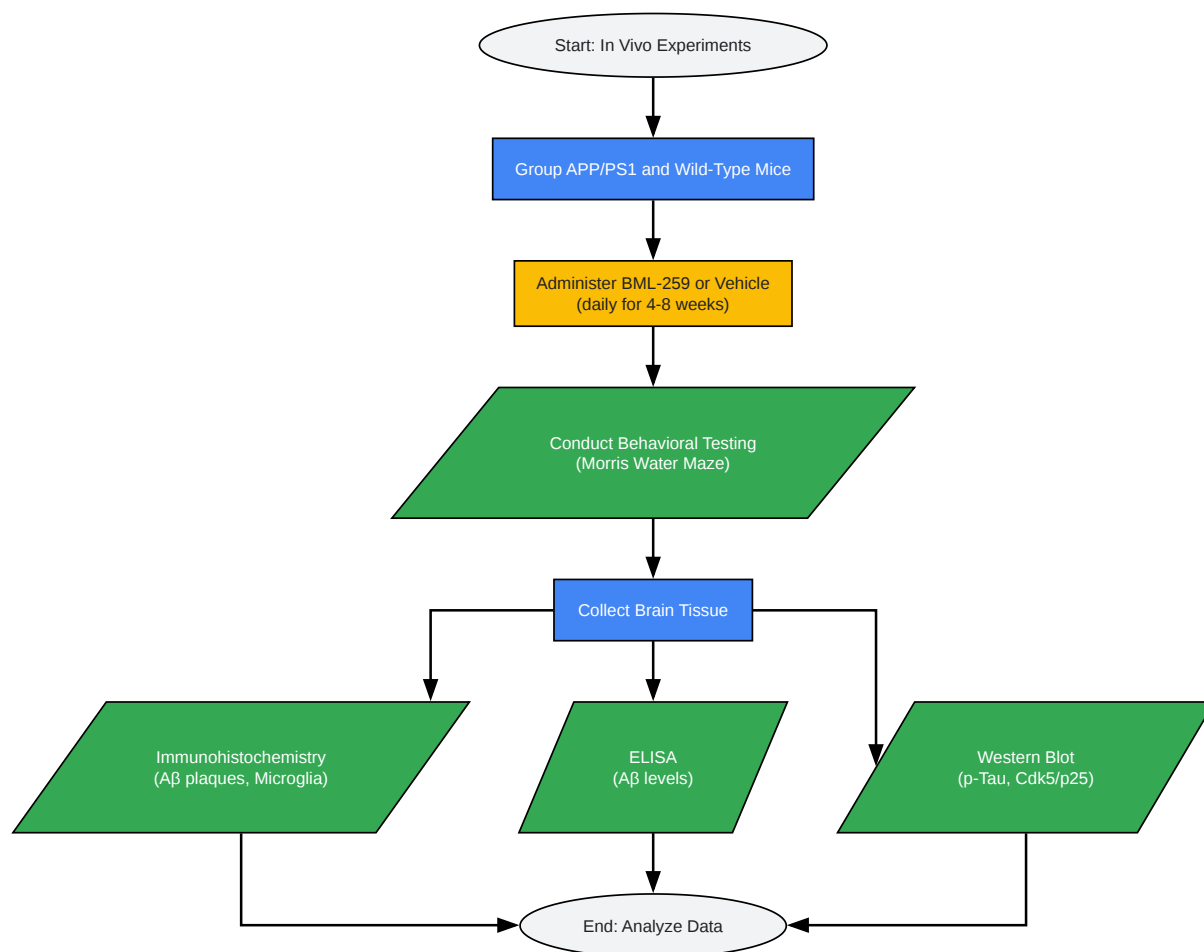 Start: In Vivo Experiments
Group APP/PS1 and Wild-Type Mice
Administer BML-259 or Vehicle
(daily for 4-8 weeks)
Conduct Behavioral Testing
(Morris Water Maze)
Collect Brain Tissue
Immunohistochemistry
(Aβ plaques, Microglia)
ELISA
(Aβ levels)
Western Blot
(p-Tau, Cdk5/p25)
End: Analyze Data